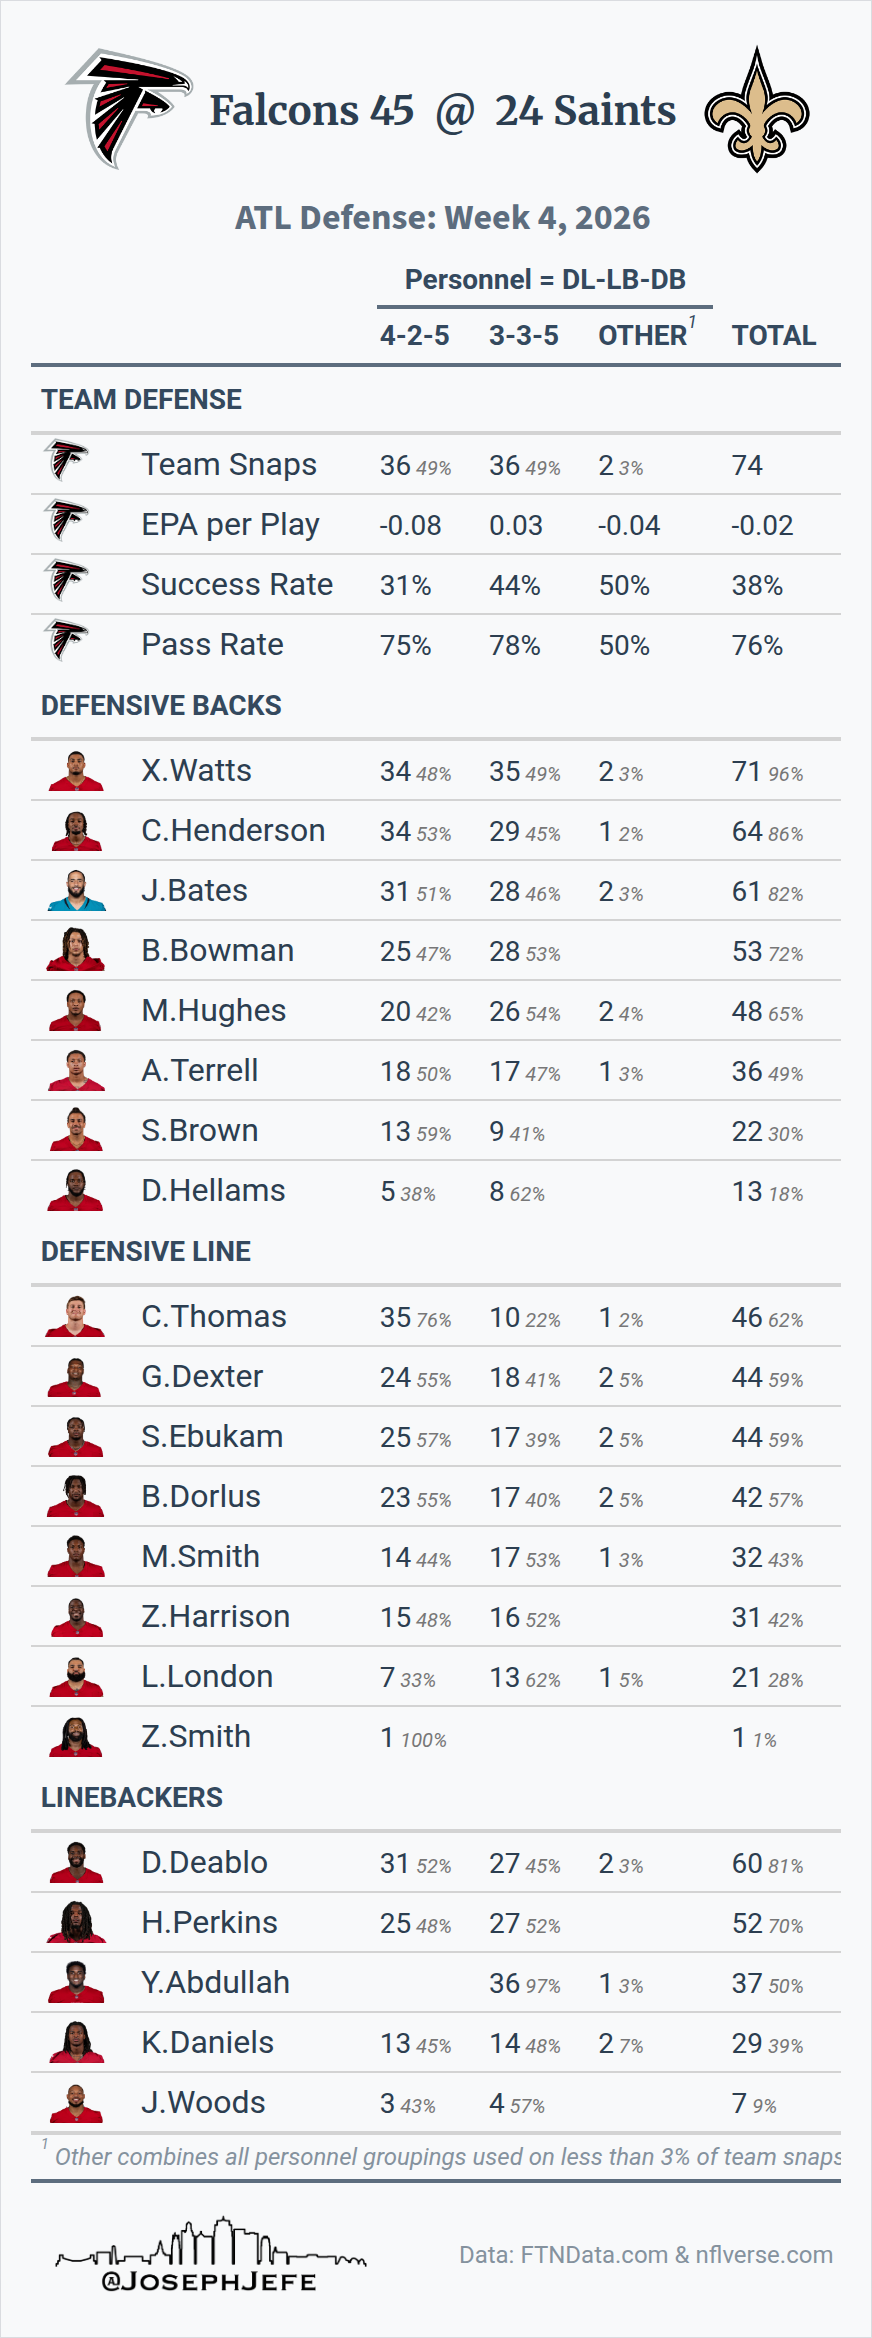 Falcons 45 @ 24 Saints
ATL Defense: Week 4, 2026
Personnel = DL-LB-DB
4-2-5 3-3-5 OTHER1 TOTAL
TEAM DEFENSE
Team Snaps 36 49% 36 49% 2 3% 74
EPA per Play -0.08 0.03 -0.04 -0.02
Success Rate 31% 44% 50% 38%
Pass Rate 75% 78% 50% 76%
DEFENSIVE BACKS
X.Watts 34 48% 35 49% 2 3% 71 96%
C.Henderson 34 53% 29 45% 1 2% 64 86%
J.Bates 31 51% 28 46% 2 3% 61 82%
B.Bowman 25 47% 28 53% 53 72%
M.Hughes 20 42% 26 54% 2 4% 48 65%
A.Terrell 18 50% 17 47% 1 3% 36 49%
S.Brown 13 59% 9 41% 22 30%
D.Hellams 5 38% 8 62% 13 18%
DEFENSIVE LINE
C.Thomas 35 76% 10 22% 1 2% 46 62%
G.Dexter 24 55% 18 41% 2 5% 44 59%
S.Ebukam 25 57% 17 39% 2 5% 44 59%
B.Dorlus 23 55% 17 40% 2 5% 42 57%
M.Smith 14 44% 17 53% 1 3% 32 43%
Z.Harrison 15 48% 16 52% 31 42%
L.London 7 33% 13 62% 1 5% 21 28%
Z.Smith 1 100% 1 1%
LINEBACKERS
D.Deablo 31 52% 27 45% 2 3% 60 81%
H.Perkins 25 48% 27 52% 52 70%
Y.Abdullah 36 97% 1 3% 37 50%
K.Daniels 13 45% 14 48% 2 7% 29 39%
J.Woods 3 43% 4 57% 7 9%
1 Other combines all personnel groupings used on less than 3% of team snaps
@JOSEPHJEFE
Data: FTNData.com & nflverse.com